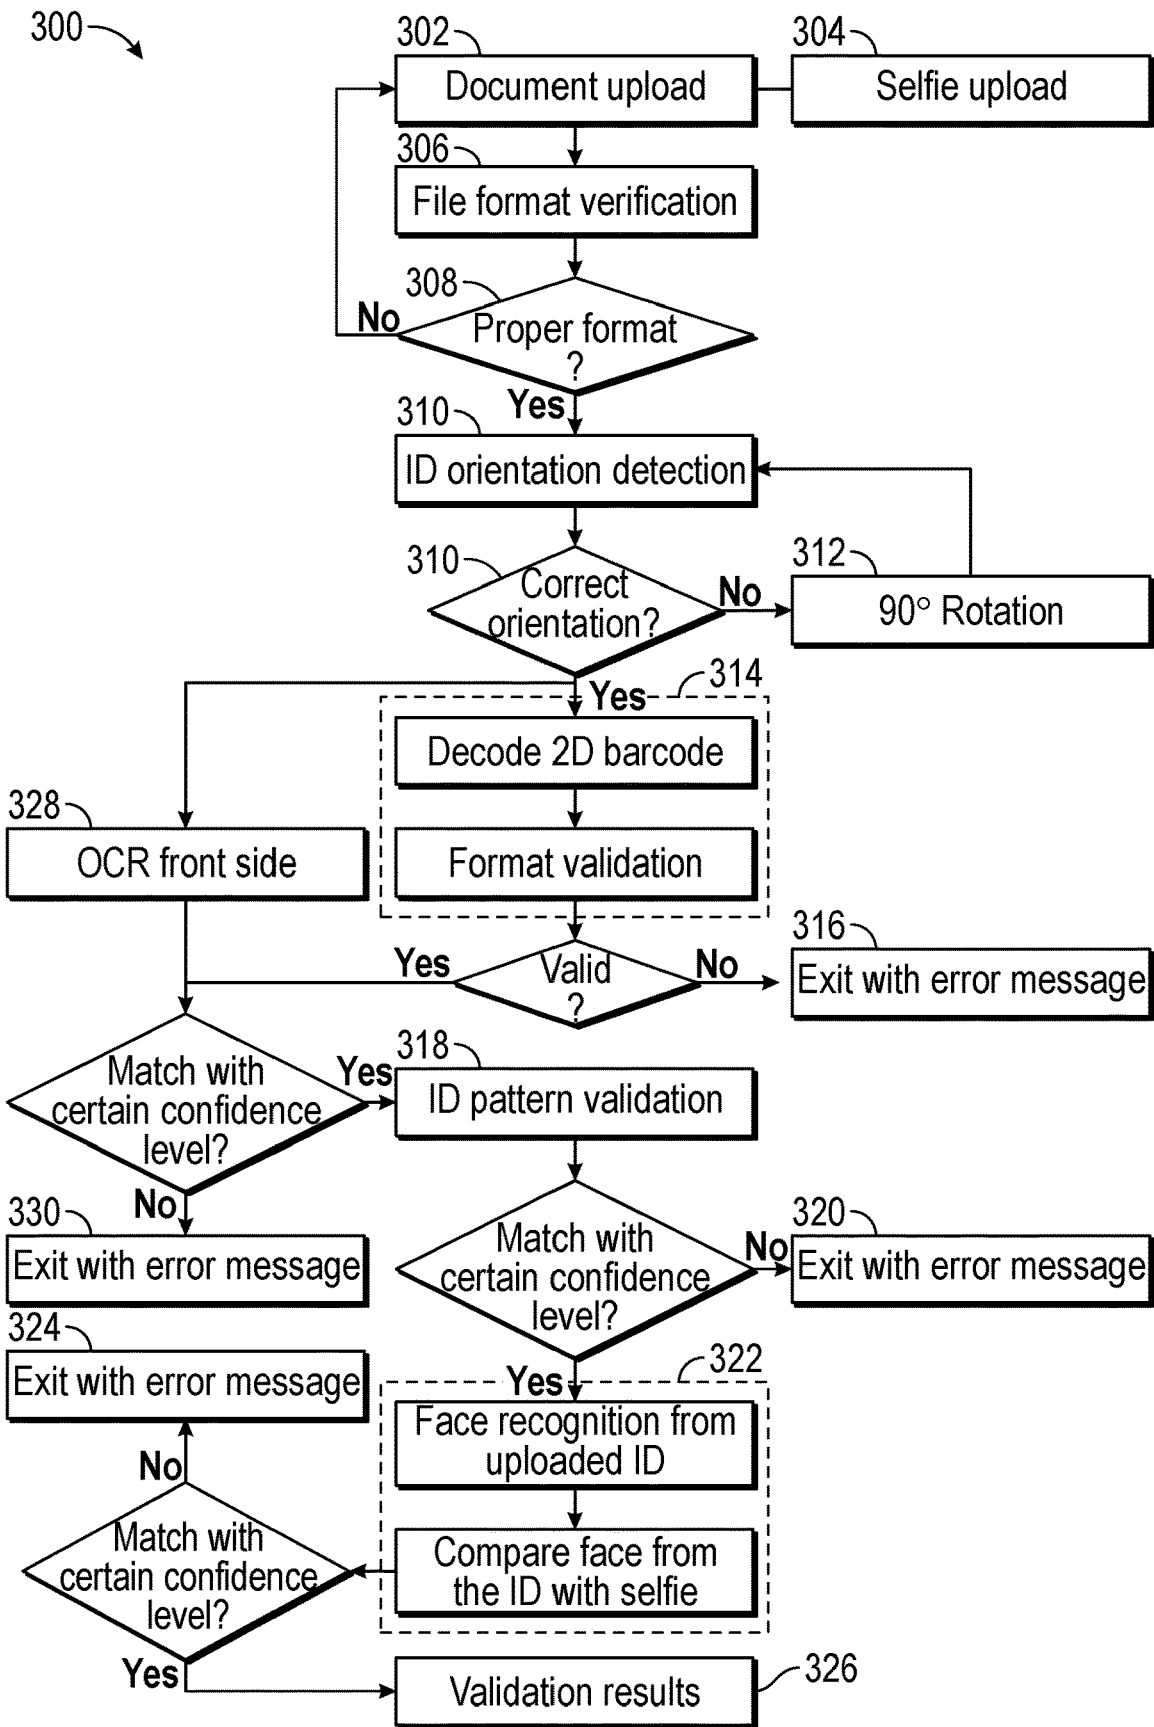 300
302
Document upload
304
Selfie upload
306
File format verification
308
Proper format
?
No
Yes
310
ID orientation detection
310
Correct
orientation?
No
312
90° Rotation
Yes
314
Decode 2D barcode
328
OCR front side
Format validation
Valid
?
Yes
No
316
Exit with error message
Match with
certain confidence
level?
Yes
318
ID pattern validation
No
330
Exit with error message
Match with
certain confidence
level?
No
320
Exit with error message
324
Exit with error message
Yes
322
Face recognition from
uploaded ID
No
Match with
certain confidence
level?
Compare face from
the ID with selfie
Yes
Validation results
326